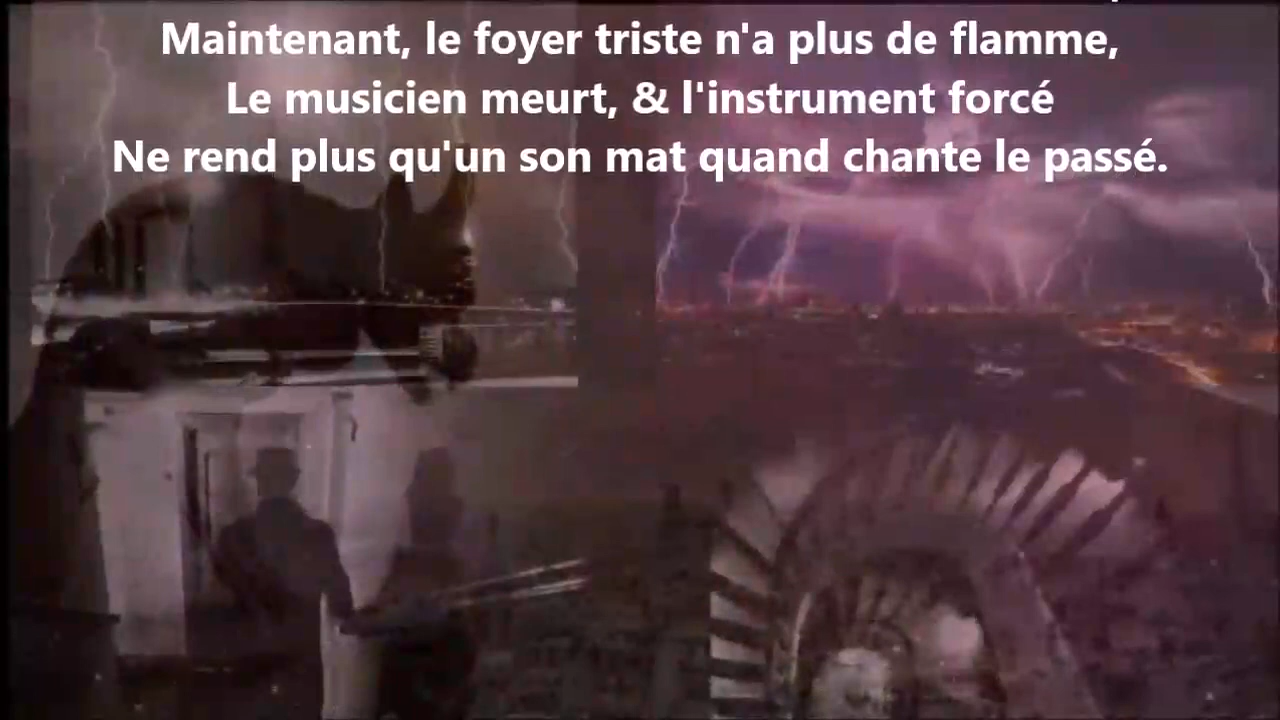 Maintenant, le foyer triste n'a plus de flamme,
Le musicien meurt, & l'instrument forcé
Ne rend plus qu'un son mat quand chante le passé.